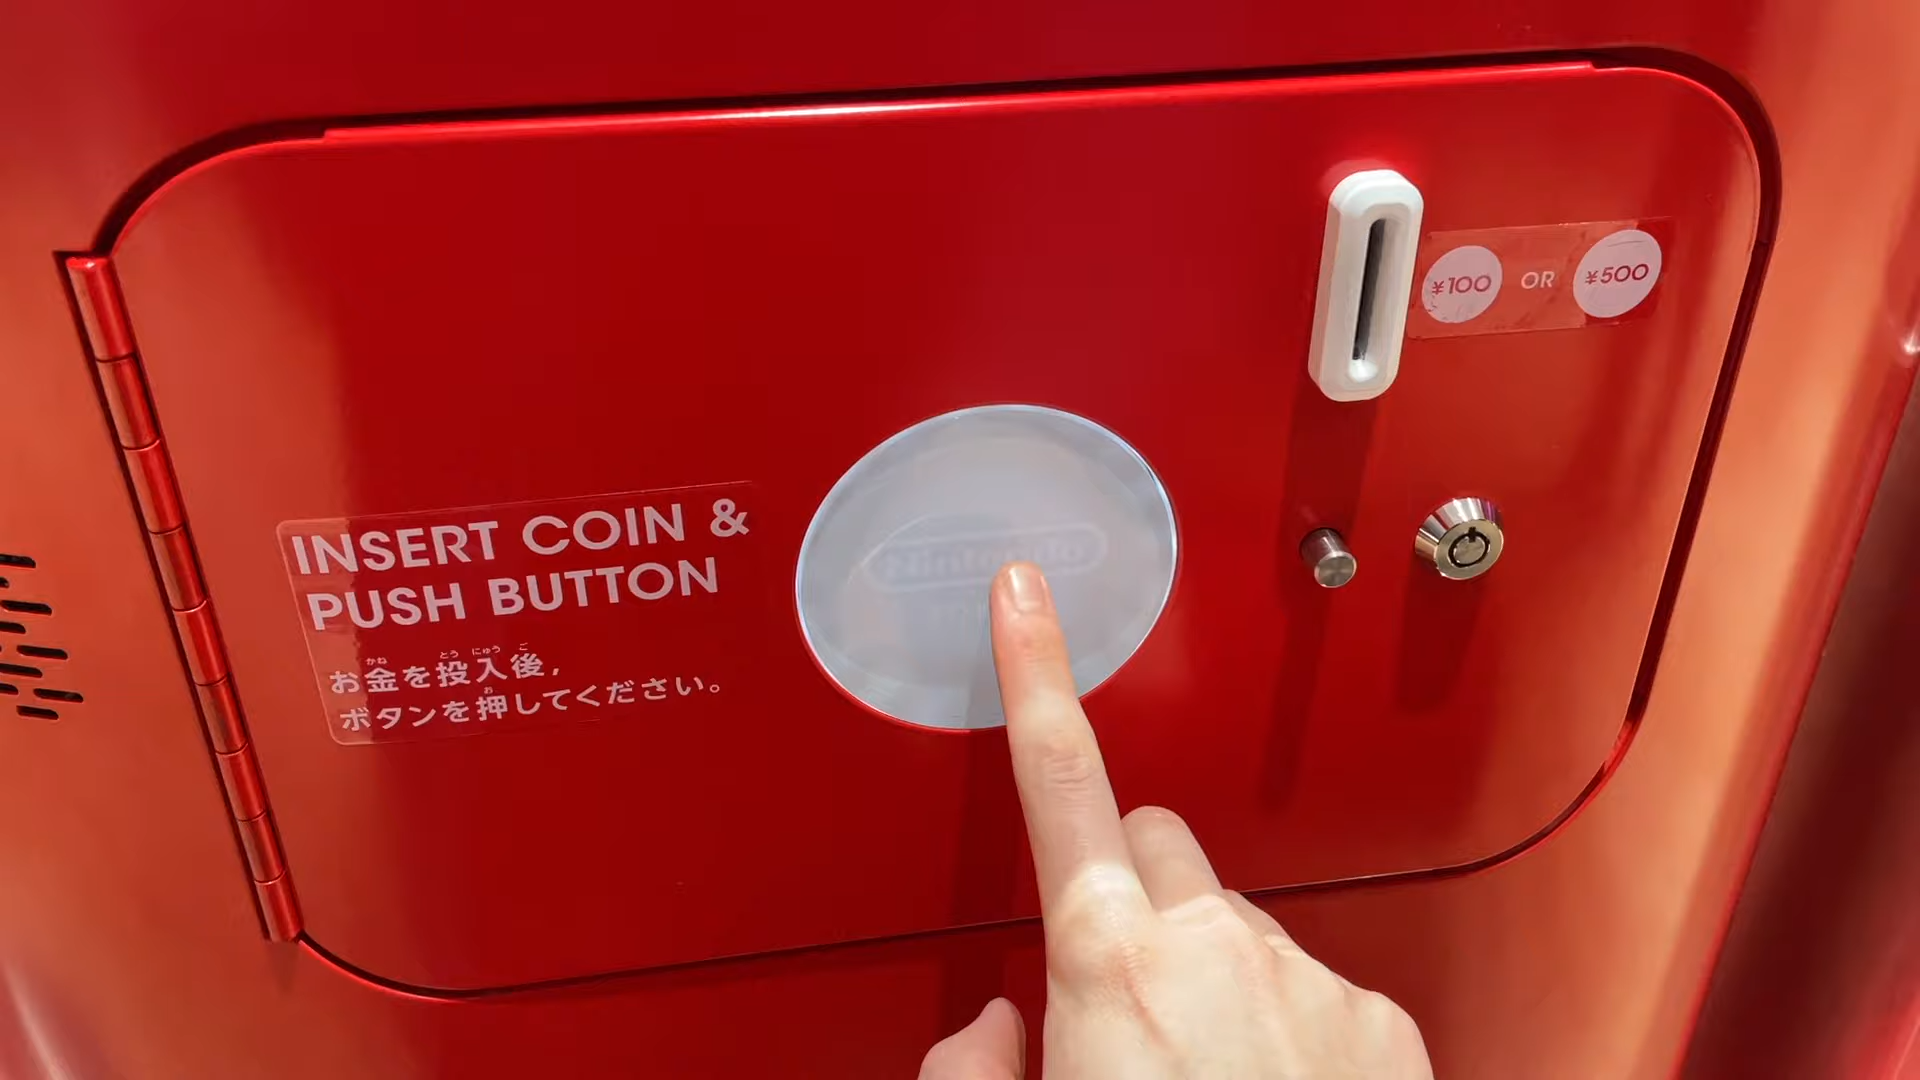 ¥100 OR ¥500
INSERT COIN &
PUSH BUTTON
お金を投入後,
ボタンを押してください。
Nintendo